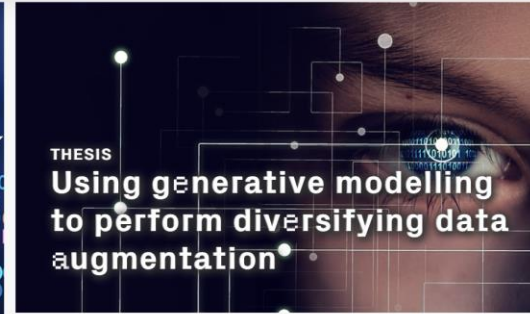 THESIS
Using generative modelling
to perform diversifying data
augmentation